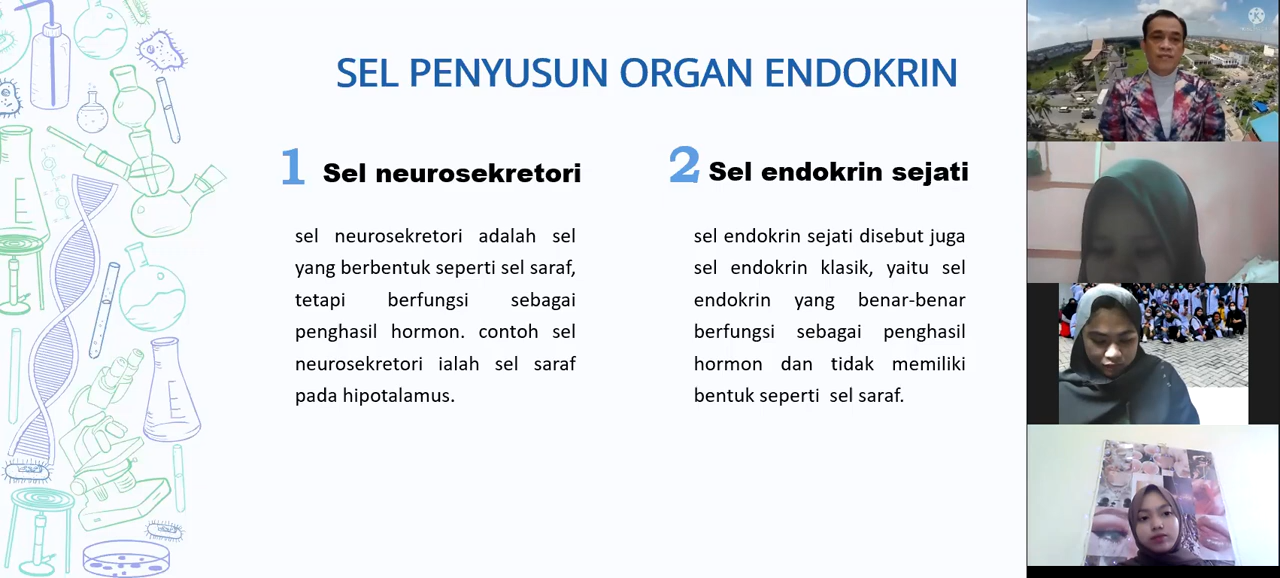 SEL PENYUSUN ORGAN ENDOKRIN
1 Sel neurosekretori
sel neurosekretori adalah sel
yang berbentuk seperti sel saraf,
tetapi berfungsi sebagai
penghasil hormon. contoh sel
neurosekretori ialah sel saraf
pada hipotalamus.
2 Sel endokrin sejati
sel endokrin sejati disebut juga
sel endokrin klasik, yaitu sel
endokrin yang benar-benar
berfungsi sebagai penghasil
hormon dan tidak memiliki
bentuk seperti sel saraf.